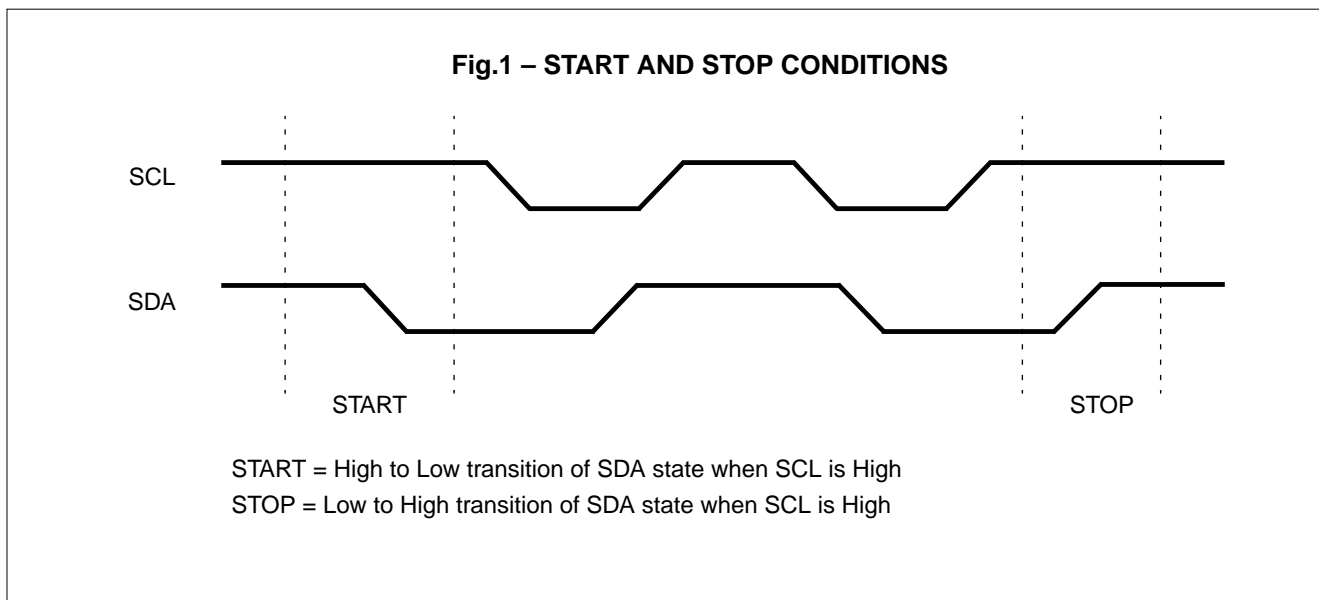 Fig.1 – START AND STOP CONDITIONS
SCL
SDA
START
STOP
START = High to Low transition of SDA state when SCL is High
STOP = Low to High transition of SDA state when SCL is High